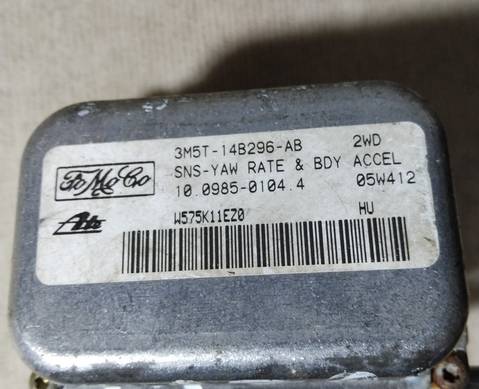 3M5T-14B296-AB 2WD
FoMoCo SNS-YAW RATE & BDY ACCEL
10.0985-0104.4 05W412
Ate W575K11EZ0 HU